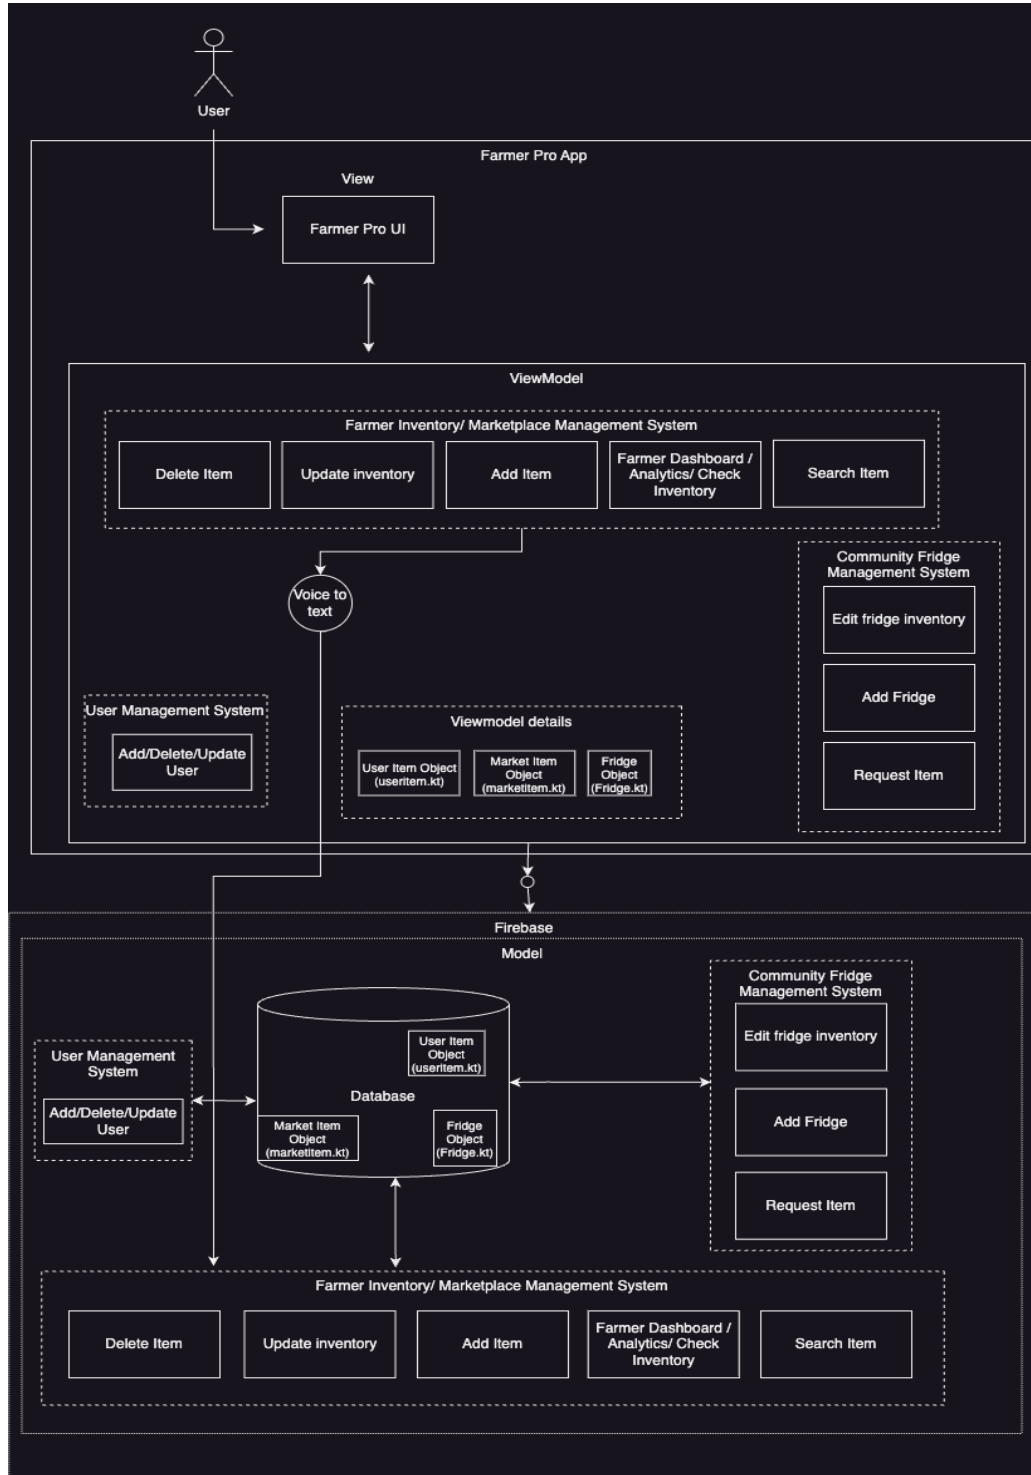 User
Farmer Pro App
View
Farmer Pro UI
ViewModel
Farmer Inventory/ Marketplace Management System
Delete Item
Update inventory
Add Item
Farmer Dashboard /
Analytics/ Check
Inventory
Search Item
Voice to
text
Community Fridge
Management System
Edit fridge inventory
Add Fridge
Request Item
User Management System
Add/Delete/Update
User
Viewmodel details
User Item Object
(useritem.kt)
Market Item
Object
(marketitem.kt)
Fridge
Object
(Fridge.kt)
Firebase
Model
User Management
System
Add/Delete/Update
User
Database
User Item
Object
(useritem.kt)
Market Item
Object
(marketitem.kt)
Fridge
Object
(Fridge.kt)
Community Fridge
Management System
Edit fridge inventory
Add Fridge
Request Item
Farmer Inventory/ Marketplace Management System
Delete Item
Update inventory
Add Item
Farmer Dashboard /
Analytics/ Check
Inventory
Search Item